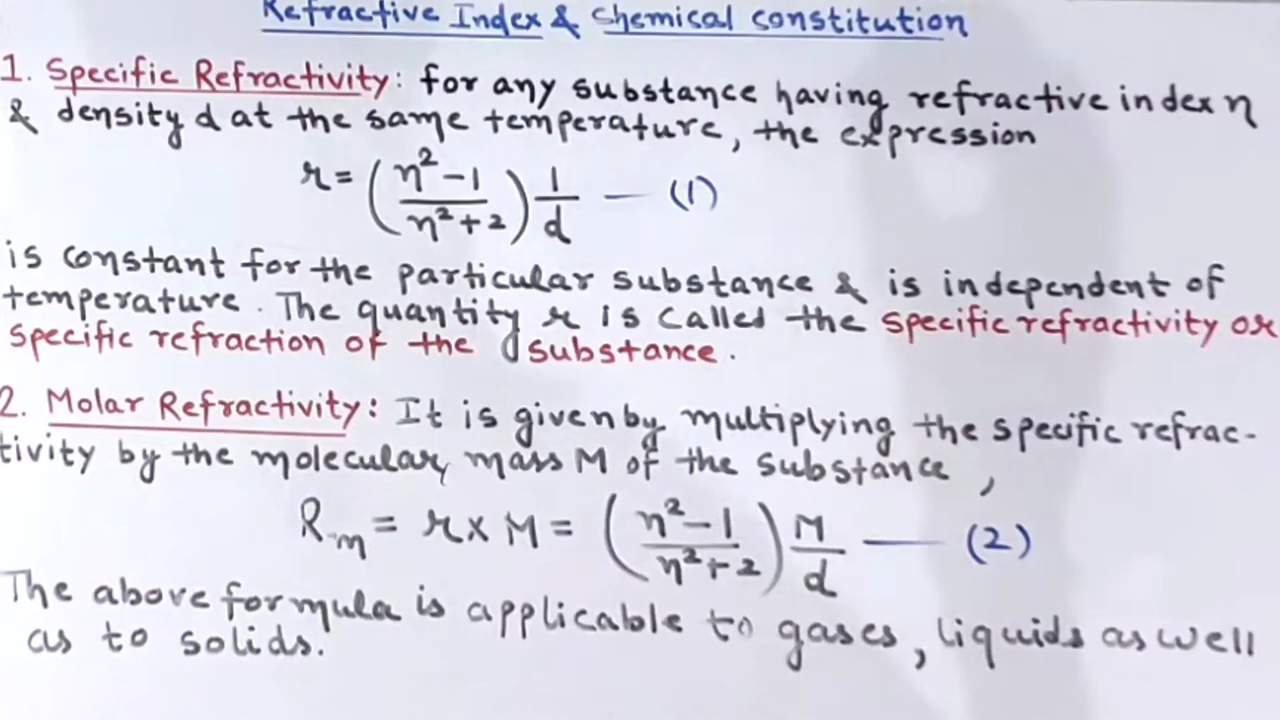 Refractive Index & Chemical constitution
1. Specific Refractivity: for any substance having refractive index η
& density d at the same temperature, the expression
r = (η² - 1 / η² + 2) 1/d — (1)
is constant for the particular substance & is independent of
temperature. The quantity r is called the specific refractivity or
specific refraction of the substance.
2. Molar Refractivity: It is given by multiplying the specific refrac-
tivity by the molecular mass M of the substance,
Rm = r x M = (η² - 1 / η² + 2) M/d — (2)
The above formula is applicable to gases, liquids as well
as to solids.